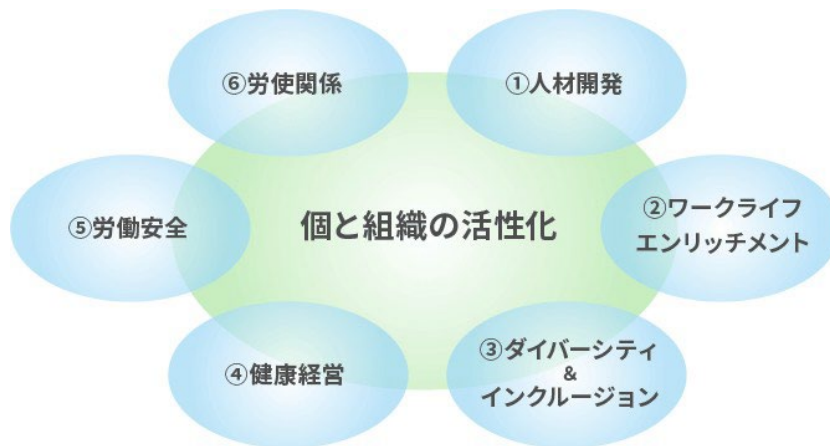 ⑥労使関係
①人材開発
⑤労働安全
個と組織の活性化
②ワークライフ
エンリッチメント
④健康経営
③ダイバーシティ
&
インクルージョン